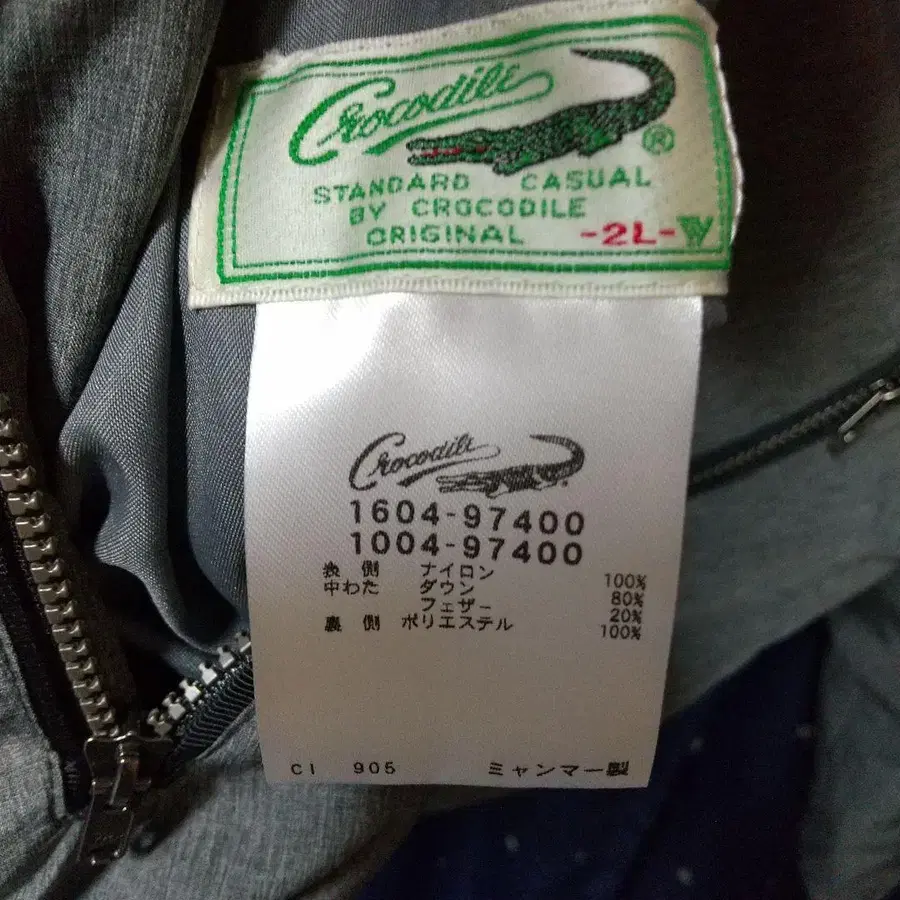 Crocodile
®
STANDARD CASUAL
BY CROCODILE
ORIGINAL -2L-W
Crocodile
1604-97400
1004-97400
換 側 ナイロン 100%
中わた ダウン 80%
フェザー 20%
裏 側 ポリエステル 100%
CI 905 ミャンマー製